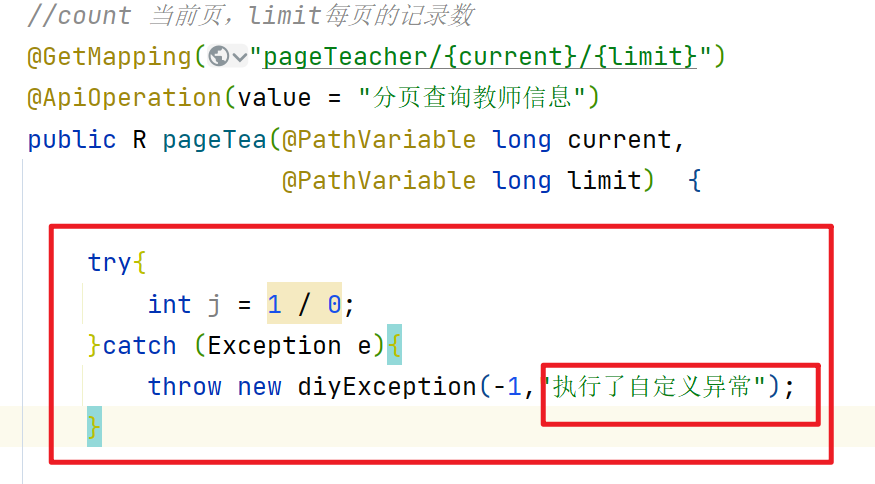 //count 当前页，limit每页的记录数
@GetMapping("pageTeacher/{current}/{limit}")
@ApiOperation(value = "分页查询教师信息")
public R pageTea(@PathVariable long current,
@PathVariable long limit) {
try{
int j = 1 / 0;
}catch (Exception e){
throw new diyException(-1,"执行了自定义异常");
}